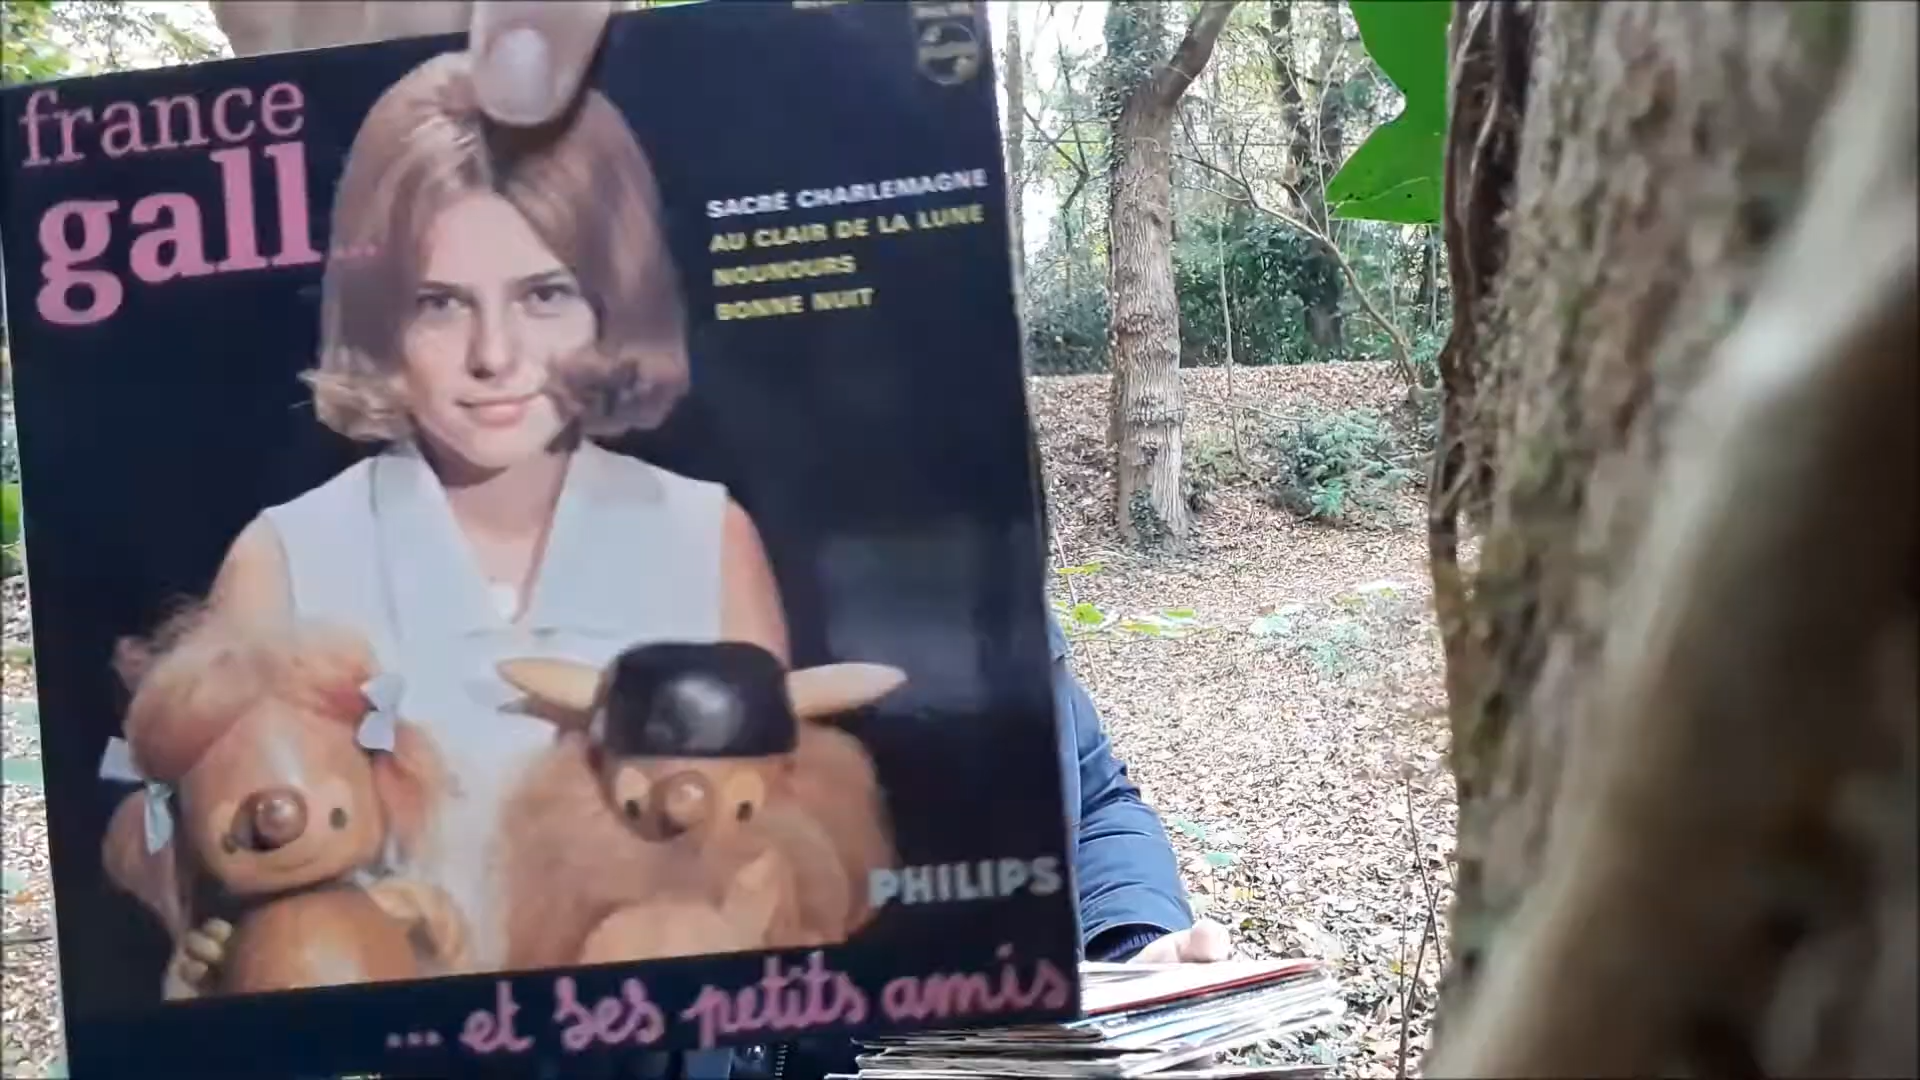 france
gall...
SACRÉ CHARLEMAGNE
AU CLAIR DE LA LUNE
NOUNOURS
BONNE NUIT
PHILIPS
... et ses petits amis